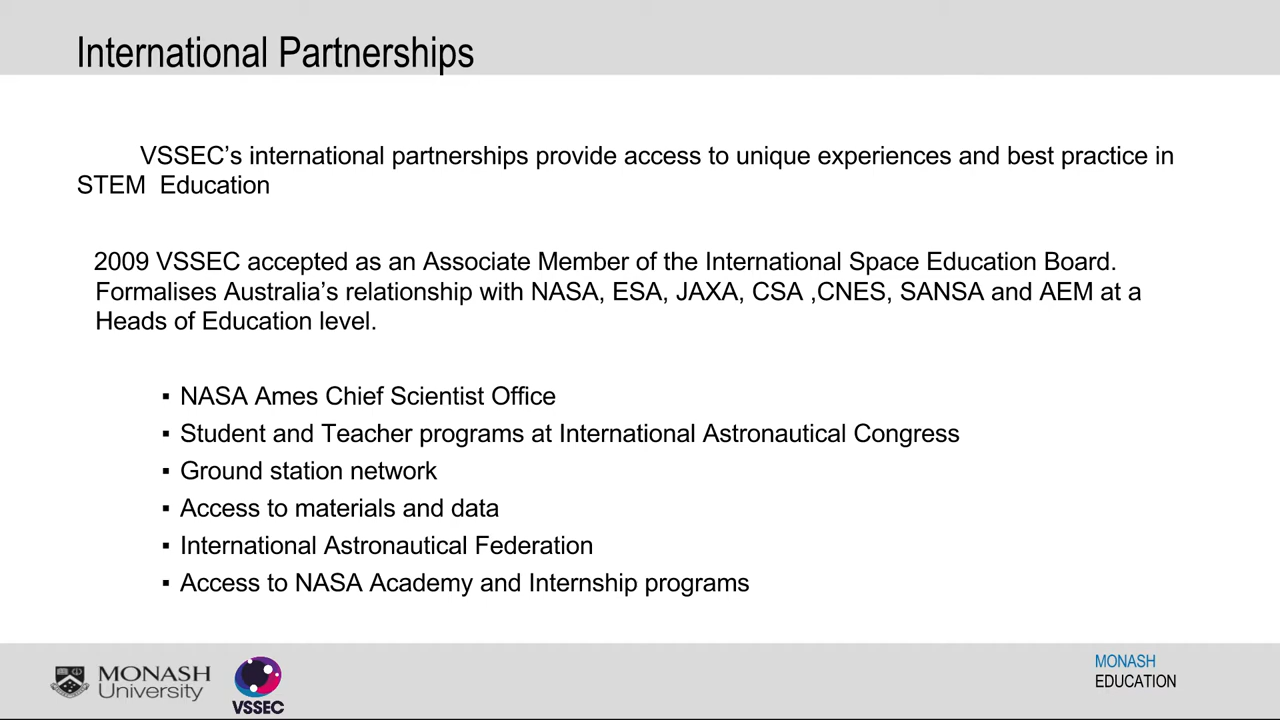 International Partnerships
VSSEC’s international partnerships provide access to unique experiences and best practice in
STEM  Education
2009 VSSEC accepted as an Associate Member of the International Space Education Board.
Formalises Australia’s relationship with NASA, ESA, JAXA, CSA ,CNES, SANSA and AEM at a
Heads of Education level.
▪ NASA Ames Chief Scientist Office
▪ Student and Teacher programs at International Astronautical Congress
▪ Ground station network
▪ Access to materials and data
▪ International Astronautical Federation
▪ Access to NASA Academy and Internship programs
MONASH
University
VSSEC
MONASH
EDUCATION